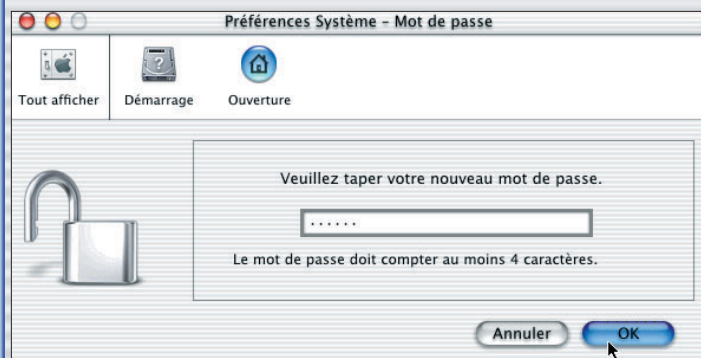 Préférences Système – Mot de passe
Tout afficher
Démarrage
Ouverture
Veuillez taper votre nouveau mot de passe.
......
Le mot de passe doit compter au moins 4 caractères.
Annuler
OK